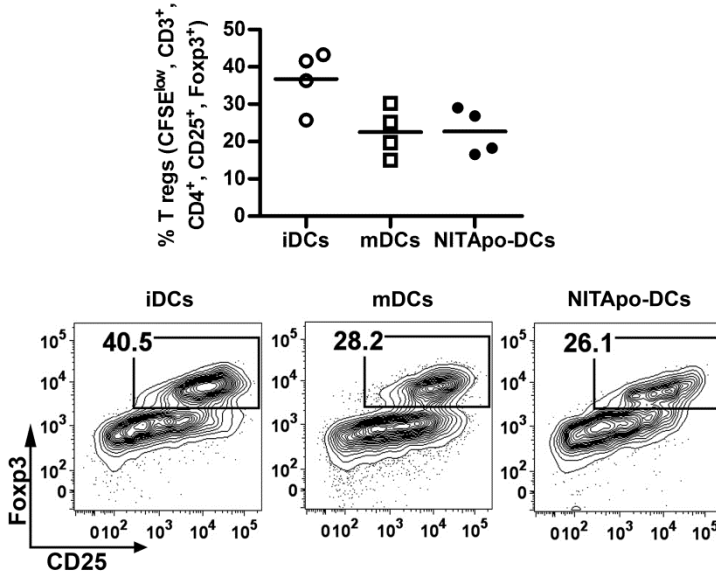 % T regs (CFSElow, CD3+,
CD4+, CD25+, Foxp3+)
50
40
30
20
10
0
iDCs mDCs NITApo-DCs
iDCs mDCs NITApo-DCs
10⁵ 40.5 10⁵ 28.2 10⁵ 26.1
10⁴ 10⁴ 10⁴
10³ 10³ 10³
10² 10² 10²
0 0 0
010² 10³ 10⁴ 10⁵ 010² 10³ 10⁴ 10⁵ 010² 10³ 10⁴ 10⁵
Foxp3
CD25